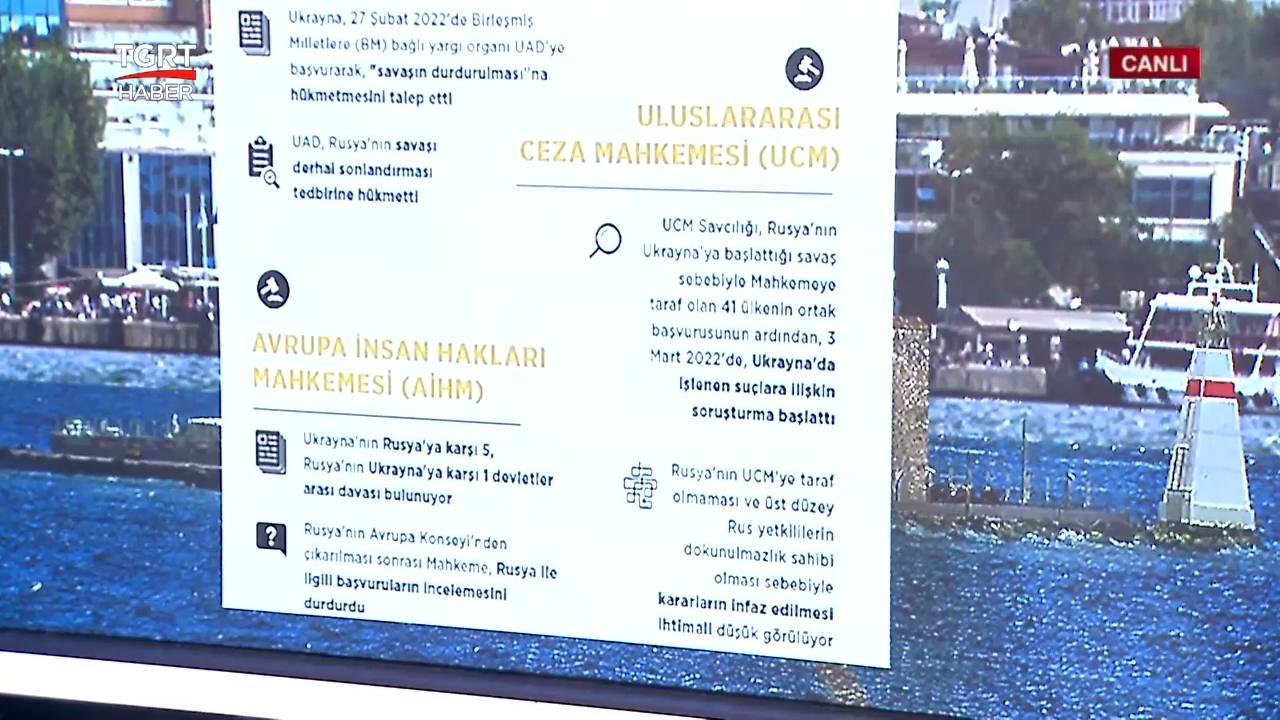 TGRT
HABER
CANLI
Ukrayna, 27 Şubat 2022'de Birleşmiş
Milletlere (BM) bağlı yargı organı UAD'ye
başvurarak, "savaşın durdurulması"na
hükmetmesini talep etti
UAD, Rusya'nın savaşı
derhal sonlandırması
tedbirine hükmetti
AVRUPA İNSAN HAKLARI
MAHKEMESİ (AİHM)
Ukrayna'nın Rusya'ya karşı 5,
Rusya'nın Ukrayna'ya karşı 1 devletler
arası davası bulunuyor
Rusya'nın Avrupa Konseyi'nden
çıkarılması sonrası Mahkeme, Rusya ile
ilgili başvuruların incelemesini
durdurdu
ULUSLARARASI
CEZA MAHKEMESİ (UCM)
UCM Savcılığı, Rusya'nın
Ukrayna'ya başlattığı savaş
sebebiyle Mahkemeye
taraf olan 41 ülkenin ortak
başvurusunun ardından, 3
Mart 2022'de, Ukrayna'da
işlenen suçlara ilişkin
soruşturma başlattı
Rusya'nın UCM'ye taraf
olmaması ve üst düzey
Rus yetkililerin
dokunulmazlık sahibi
olması sebebiyle
kararların infaz edilmesi
ihtimali düşük görülüyor